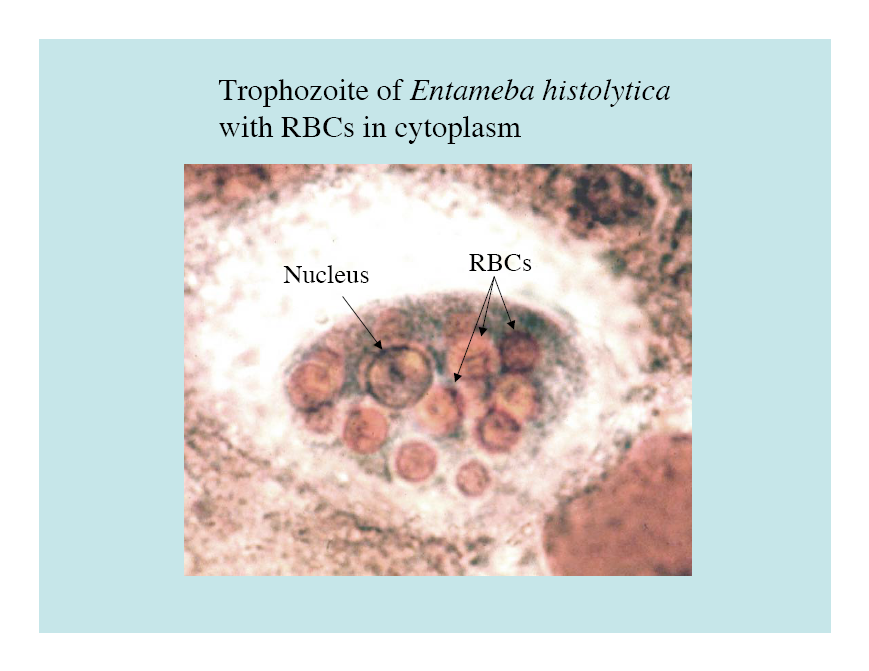 Trophozoite of Entameba histolytica
with RBCs in cytoplasm
Nucleus
RBCs